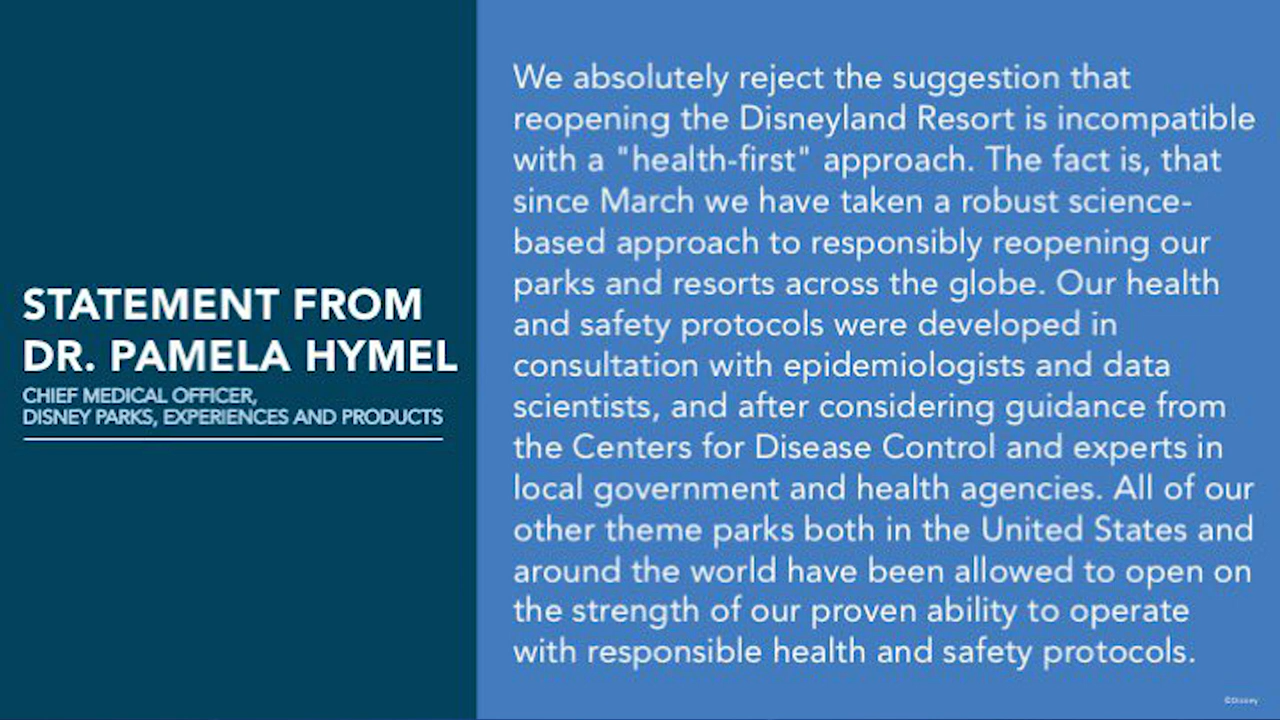 STATEMENT FROM
DR. PAMELA HYMEL
CHIEF MEDICAL OFFICER,
DISNEY PARKS, EXPERIENCES AND PRODUCTS
We absolutely reject the suggestion that
reopening the Disneyland Resort is incompatible
with a "health-first" approach. The fact is, that
since March we have taken a robust science-
based approach to responsibly reopening our
parks and resorts across the globe. Our health
and safety protocols were developed in
consultation with epidemiologists and data
scientists, and after considering guidance from
the Centers for Disease Control and experts in
local government and health agencies. All of our
other theme parks both in the United States and
around the world have been allowed to open on
the strength of our proven ability to operate
with responsible health and safety protocols.
©Disney